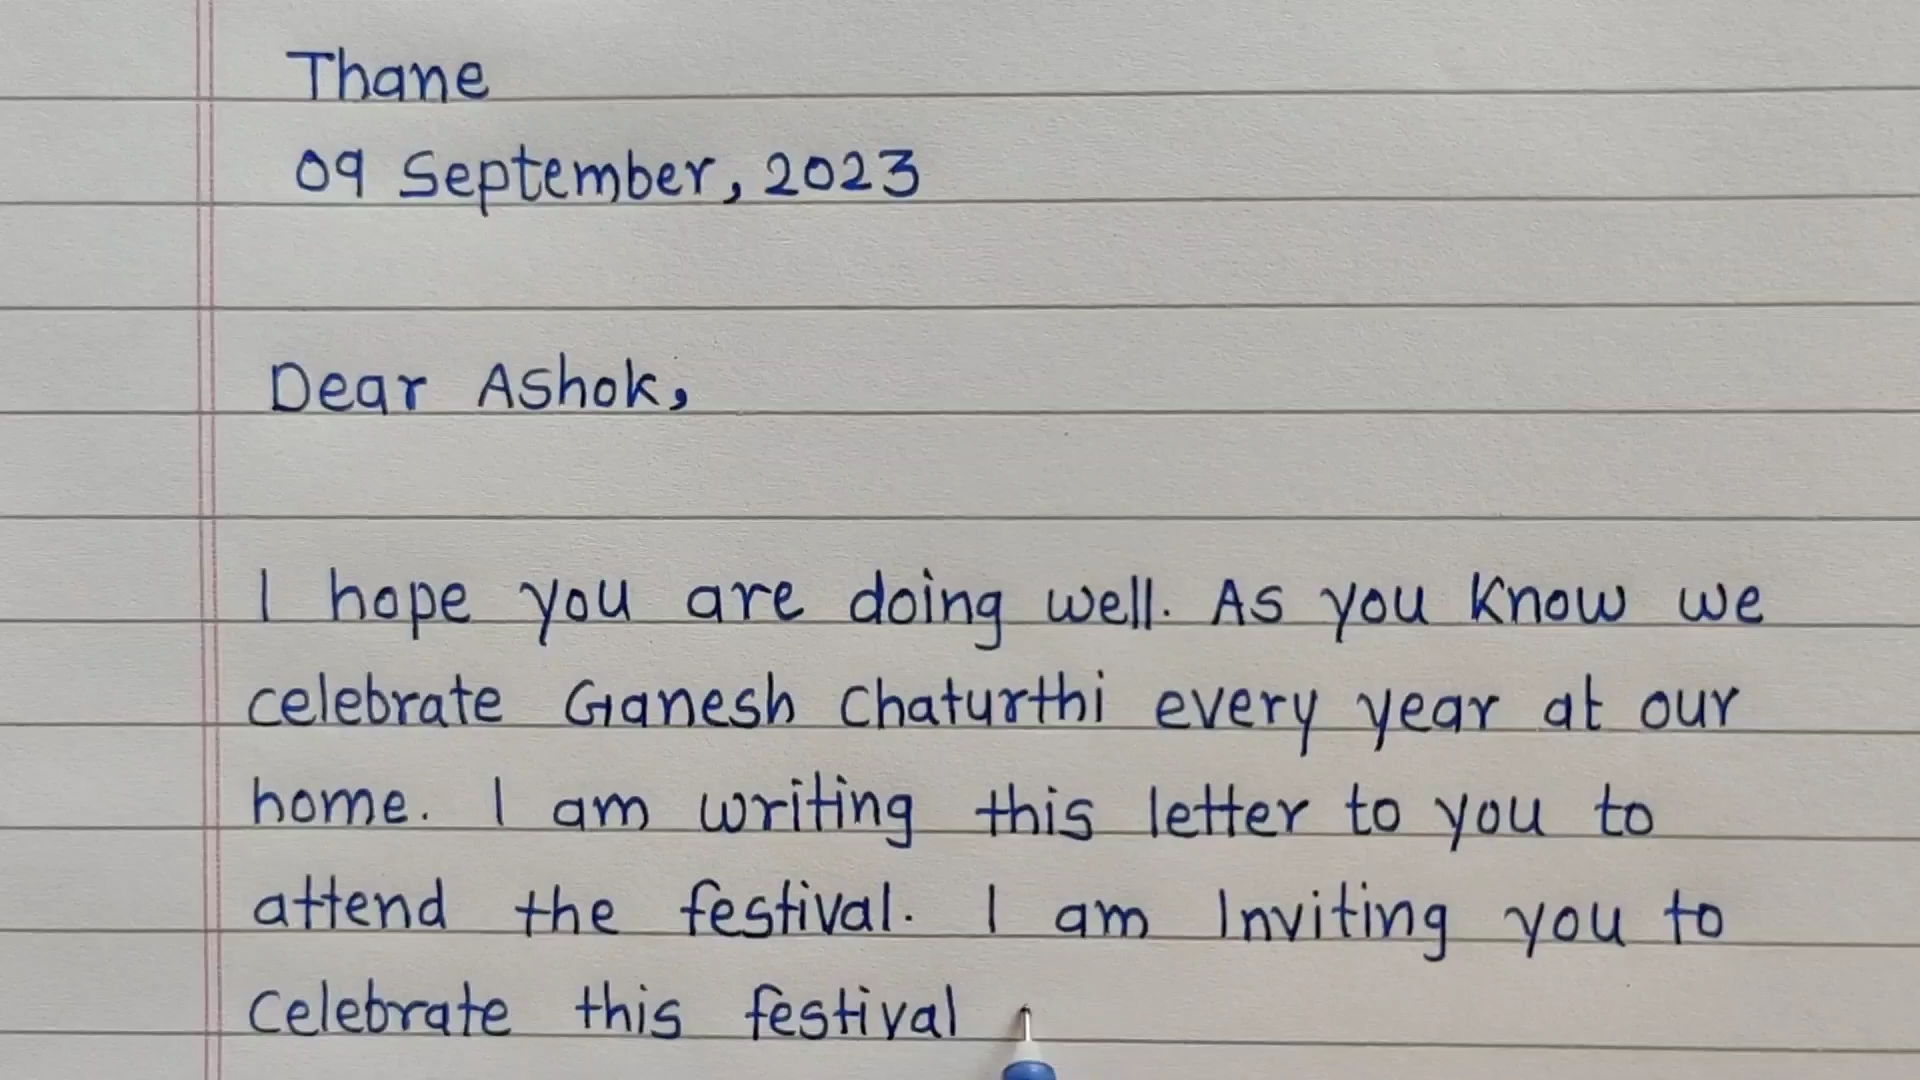 Thane
09 September, 2023
Dear Ashok,
I hope you are doing well. As you know we
celebrate Ganesh Chaturthi every year at our
home. I am writing this letter to you to
attend the festival. I am Inviting you to
celebrate this festival